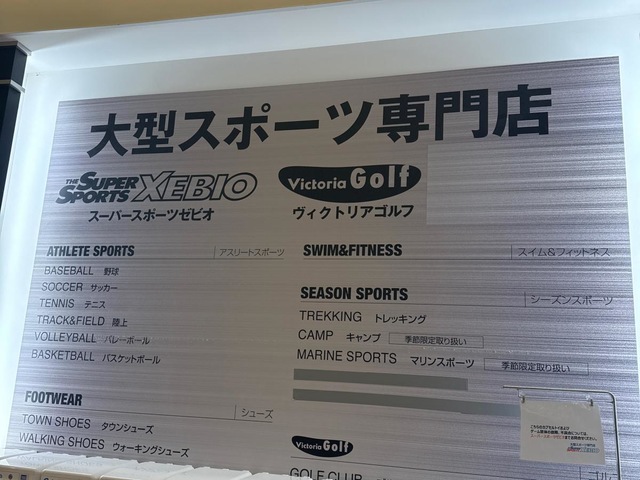 大型スポーツ専門店
THE SUPER SPORTS XEBIO
スーパースポーツゼビオ
Victoria Golf
ヴィクトリアゴルフ
ATHLETE SPORTS アスリートスポーツ
BASEBALL 野球
SOCCER サッカー
TENNIS テニス
TRACK&FIELD 陸上
VOLLEYBALL バレーボール
BASKETBALL バスケットボール
FOOTWEAR シューズ
TOWN SHOES タウンシューズ
WALKING SHOES ウォーキングシューズ
SWIM&FITNESS スイム&フィットネス
SEASON SPORTS シーズンスポーツ
TREKKING トレッキング
CAMP キャンプ 季節限定取り扱い
MARINE SPORTS マリンスポーツ 季節限定取り扱い
Victoria Golf
GOLF CLUB
XEBIO